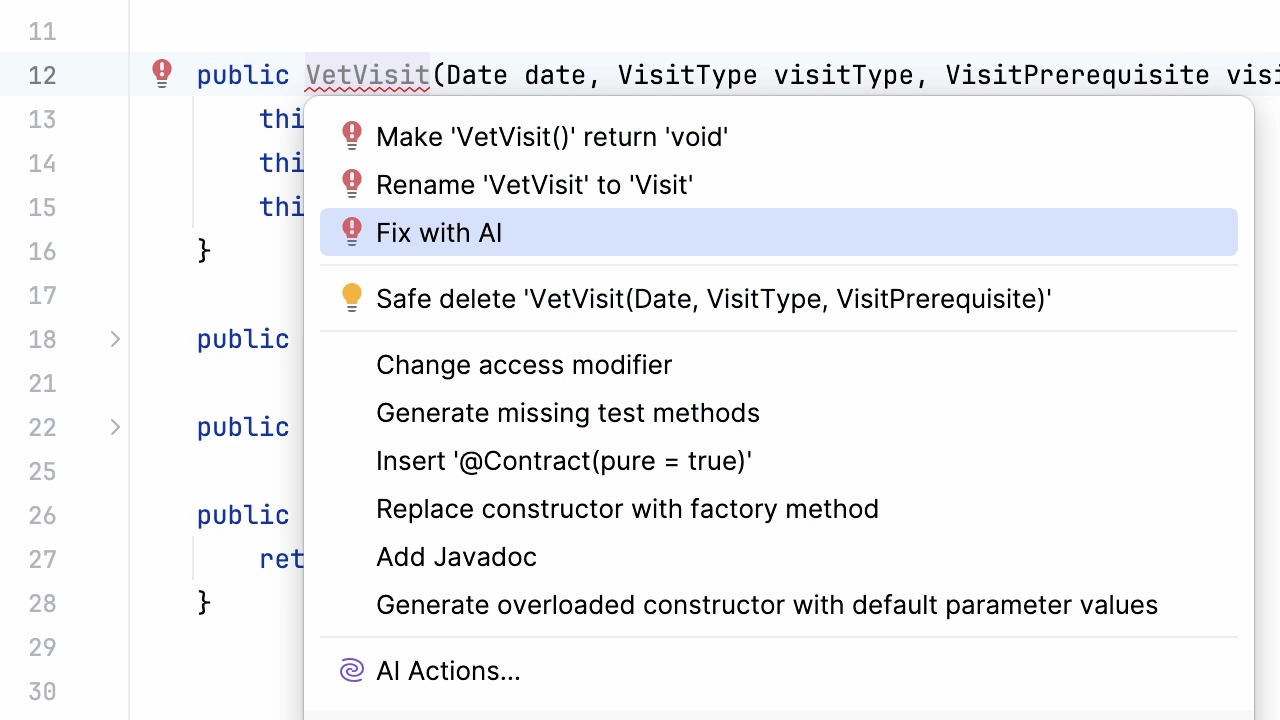 11
12 public VetVisit(Date date, VisitType visitType, VisitPrerequisite visi
13 thi
14 thi
15 thi
16 }
17
18 public
21
22 public
25
26 public
27 ret
28 }
29
30
Make 'VetVisit()' return 'void'
Rename 'VetVisit' to 'Visit'
Fix with AI
Safe delete 'VetVisit(Date, VisitType, VisitPrerequisite)'
Change access modifier
Generate missing test methods
Insert '@Contract(pure = true)'
Replace constructor with factory method
Add Javadoc
Generate overloaded constructor with default parameter values
AI Actions...